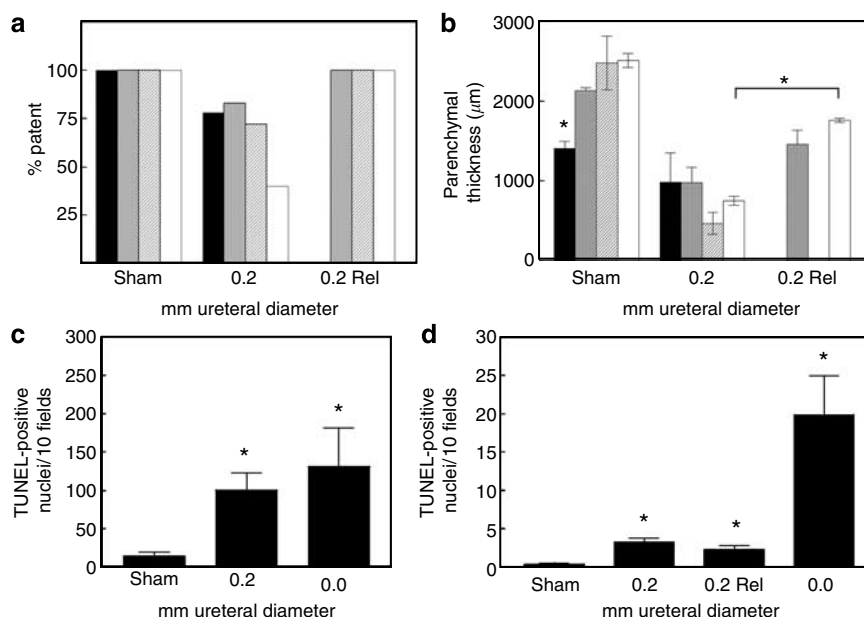 a
% patent
100
75
50
25
Sham
0.2
0.2 Rel
mm ureteral diameter
b
Parenchymal
thickness (μm)
3000
2000
1000
0
*
*
Sham
0.2
0.2 Rel
mm ureteral diameter
c
TUNEL-positive
nuclei/10 fields
300
250
200
150
100
50
0
*
*
Sham
0.2
0.0
mm ureteral diameter
d
TUNEL-positive
nuclei/10 fields
30
25
20
15
10
5
0
*
*
*
Sham
0.2
0.2 Rel
0.0
mm ureteral diameter